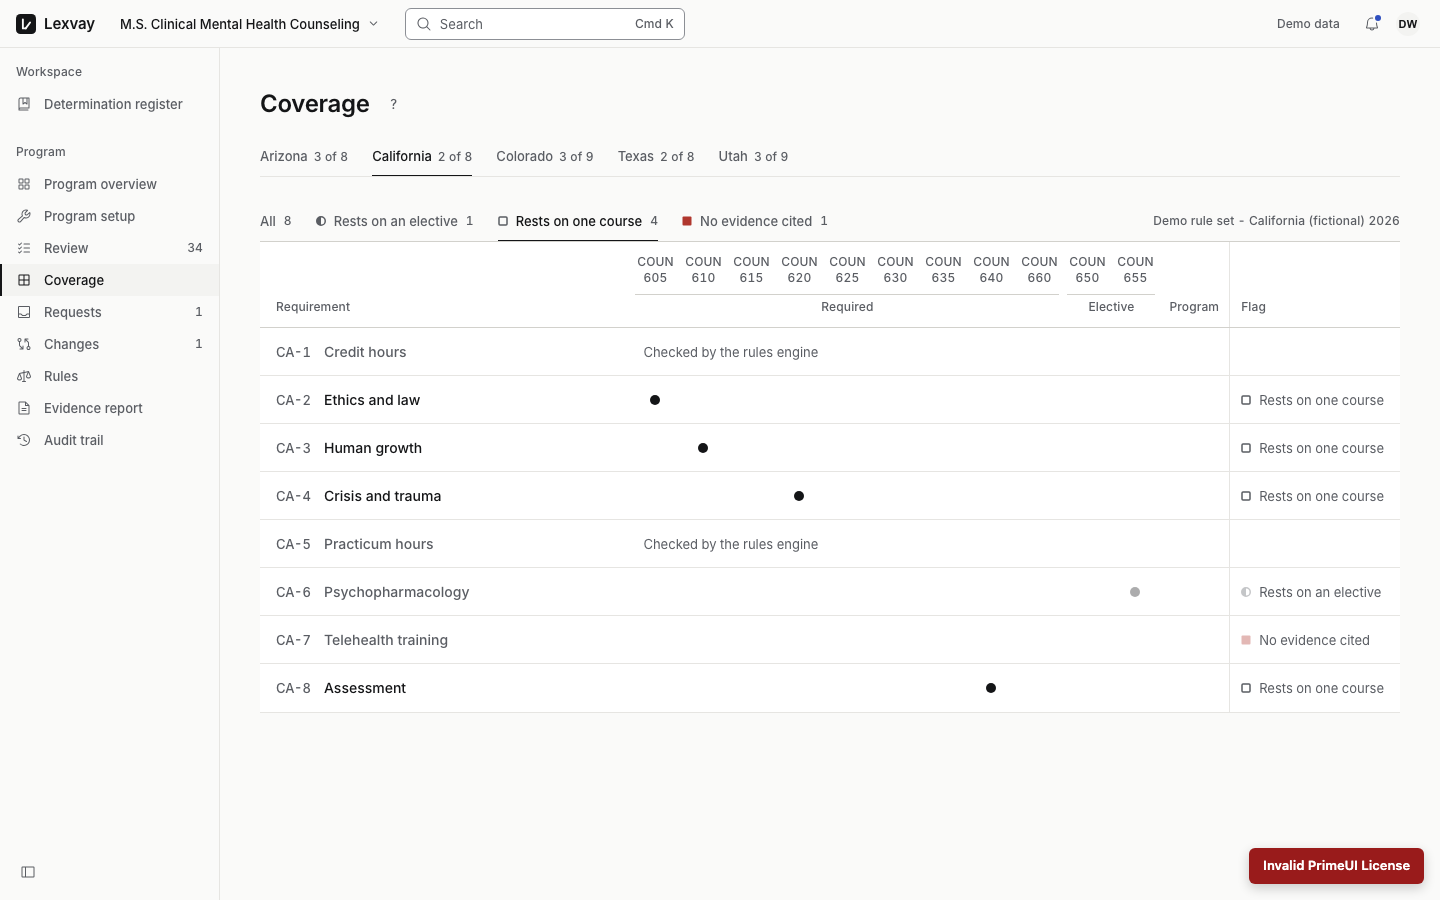 Lexvay
M.S. Clinical Mental Health Counseling
Search
Cmd K
Demo data
DW
Workspace
Determination register
Program
Program overview
Program setup
Review 34
Coverage
Requests 1
Changes 1
Rules
Evidence report
Audit trail
Coverage ?
Arizona 3 of 8 California 2 of 8 Colorado 3 of 9 Texas 2 of 8 Utah 3 of 9
All 8 Rests on an elective 1 Rests on one course 4 No evidence cited 1 Demo rule set - California (fictional) 2026
COUN COUN COUN COUN COUN COUN COUN COUN COUN COUN COUN
605 610 615 620 625 630 635 640 660 650 655
Requirement Required Elective Program Flag
CA-1 Credit hours Checked by the rules engine
CA-2 Ethics and law Rests on one course
CA-3 Human growth Rests on one course
CA-4 Crisis and trauma Rests on one course
CA-5 Practicum hours Checked by the rules engine
CA-6 Psychopharmacology Rests on an elective
CA-7 Telehealth training No evidence cited
CA-8 Assessment Rests on one course
Invalid PrimeUI License